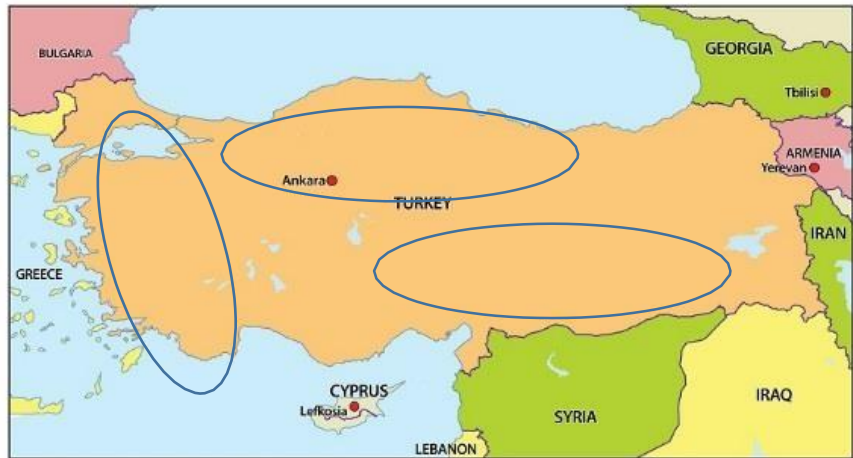 BULGARIA
GEORGIA
Tbilisi
ARMENIA
Yerevan
Ankara
TURKEY
IRAN
GREECE
CYPRUS
Lefkosia
SYRIA
IRAQ
LEBANON